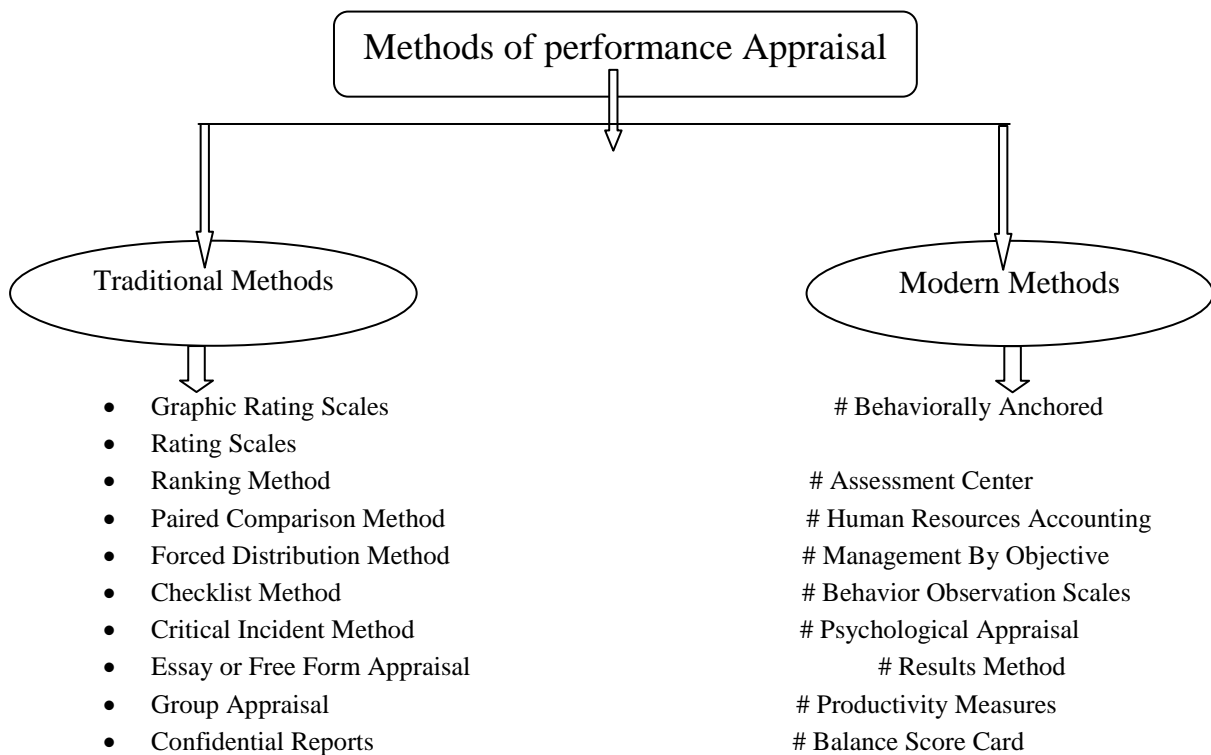 Methods of performance Appraisal
Traditional Methods
• Graphic Rating Scales
• Rating Scales
• Ranking Method
• Paired Comparison Method
• Forced Distribution Method
• Checklist Method
• Critical Incident Method
• Essay or Free Form Appraisal
• Group Appraisal
• Confidential Reports
Modern Methods
# Behaviorally Anchored
# Assessment Center
# Human Resources Accounting
# Management By Objective
# Behavior Observation Scales
# Psychological Appraisal
# Results Method
# Productivity Measures
# Balance Score Card